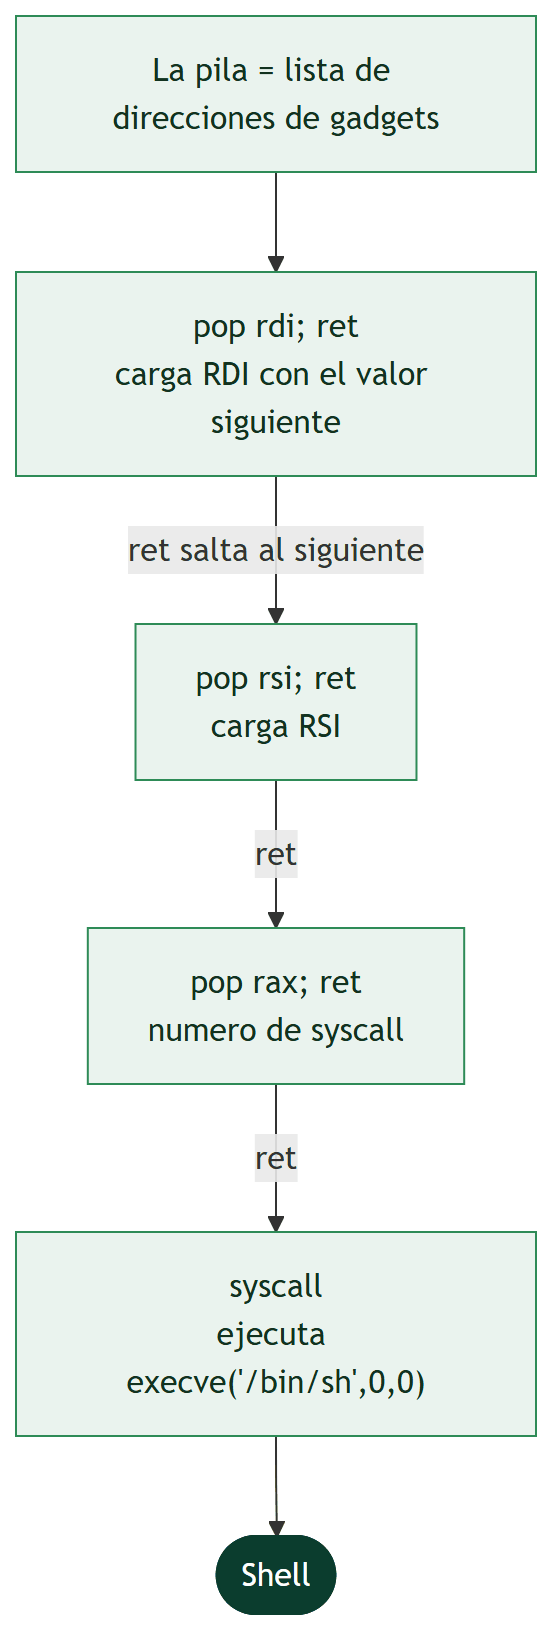 La pila = lista de
direcciones de gadgets
pop rdi; ret
carga RDI con el valor
siguiente
ret salta al siguiente
pop rsi; ret
carga RSI
ret
pop rax; ret
numero de syscall
ret
syscall
ejecuta
execve('/bin/sh',0,0)
Shell